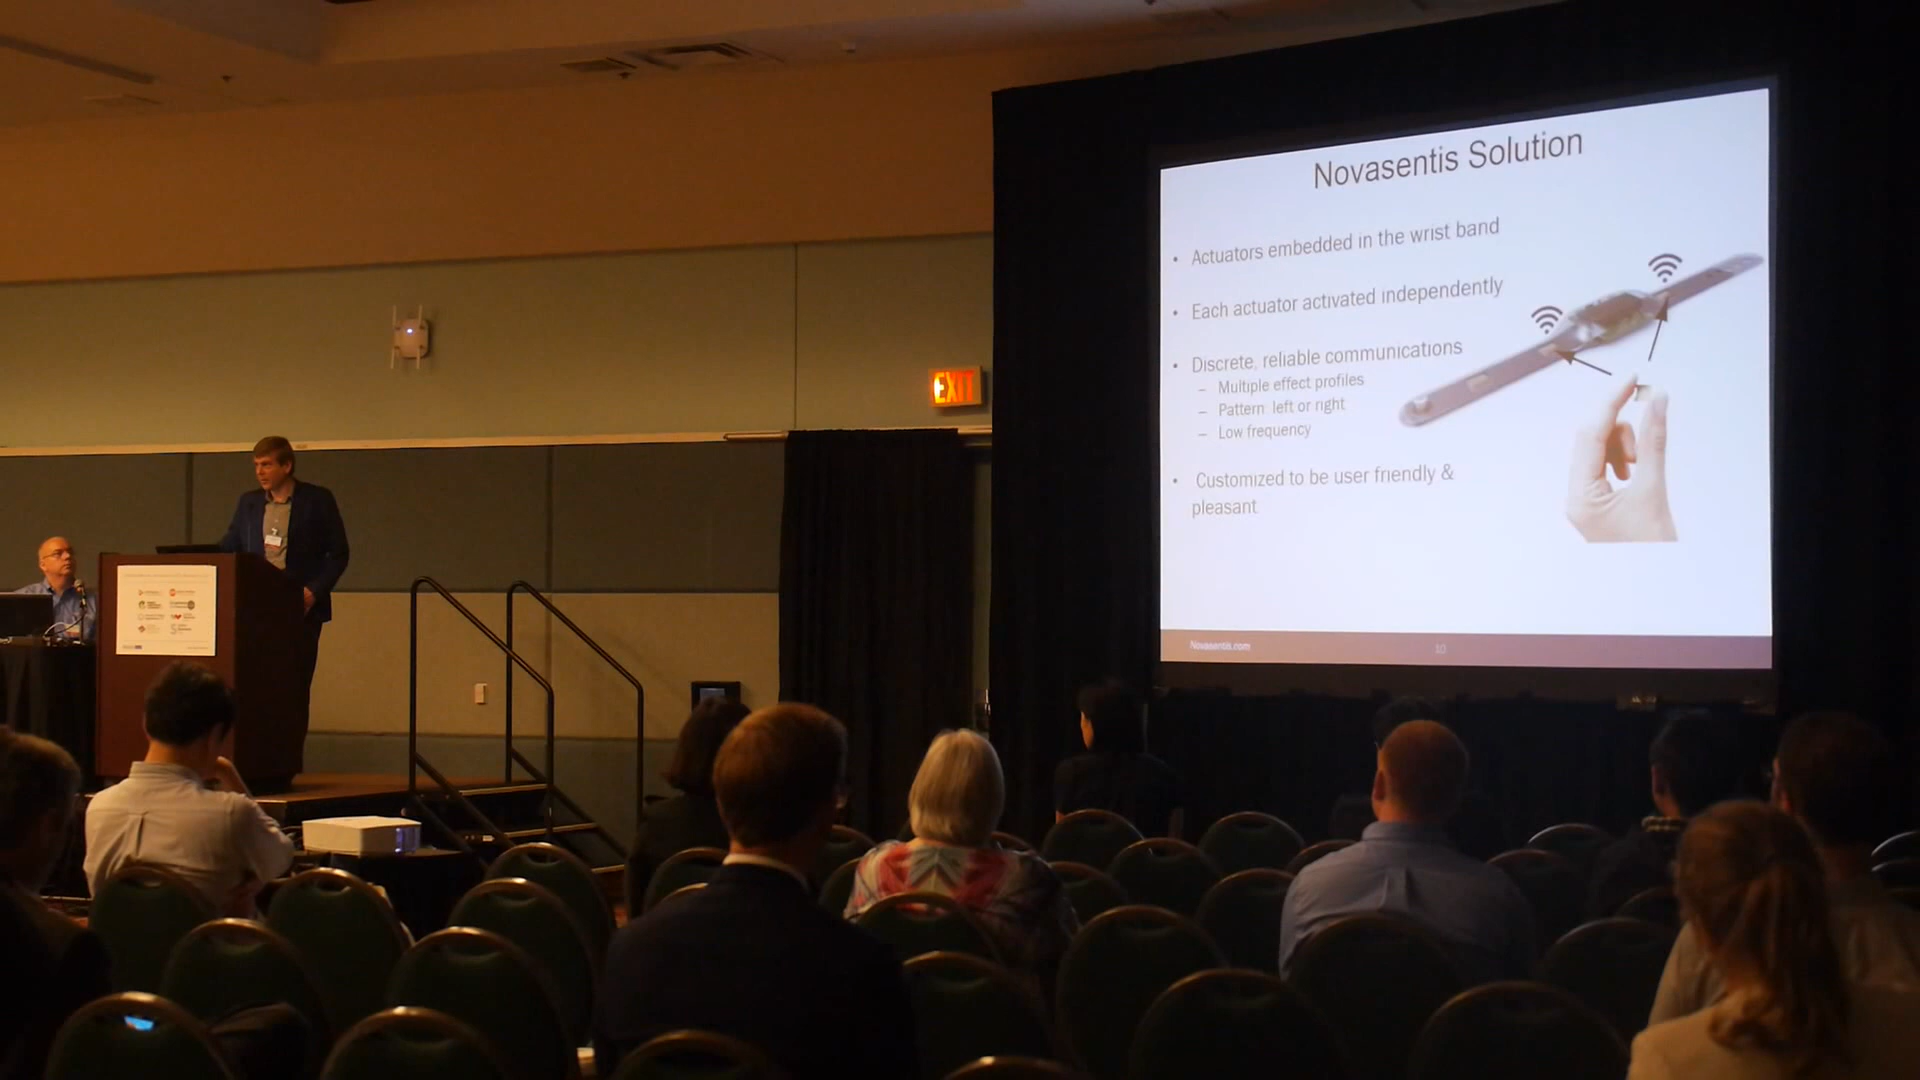 Novasentis Solution
• Actuators embedded in the wrist band
• Each actuator activated independently
• Discrete, reliable communications
– Multiple effect profiles
– Pattern left or right
– Low frequency
• Customized to be user friendly &
pleasant
Novasentis.com
10
EXIT